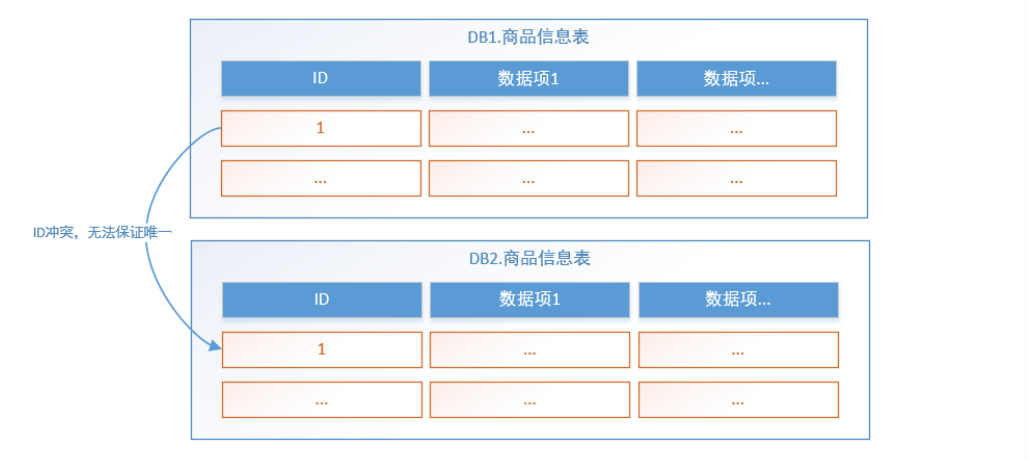 DB1.商品信息表
ID 数据项1 数据项...
1 ... ...
... ... ...
ID冲突，无法保证唯一
DB2.商品信息表
ID 数据项1 数据项...
1 ... ...
... ... ...